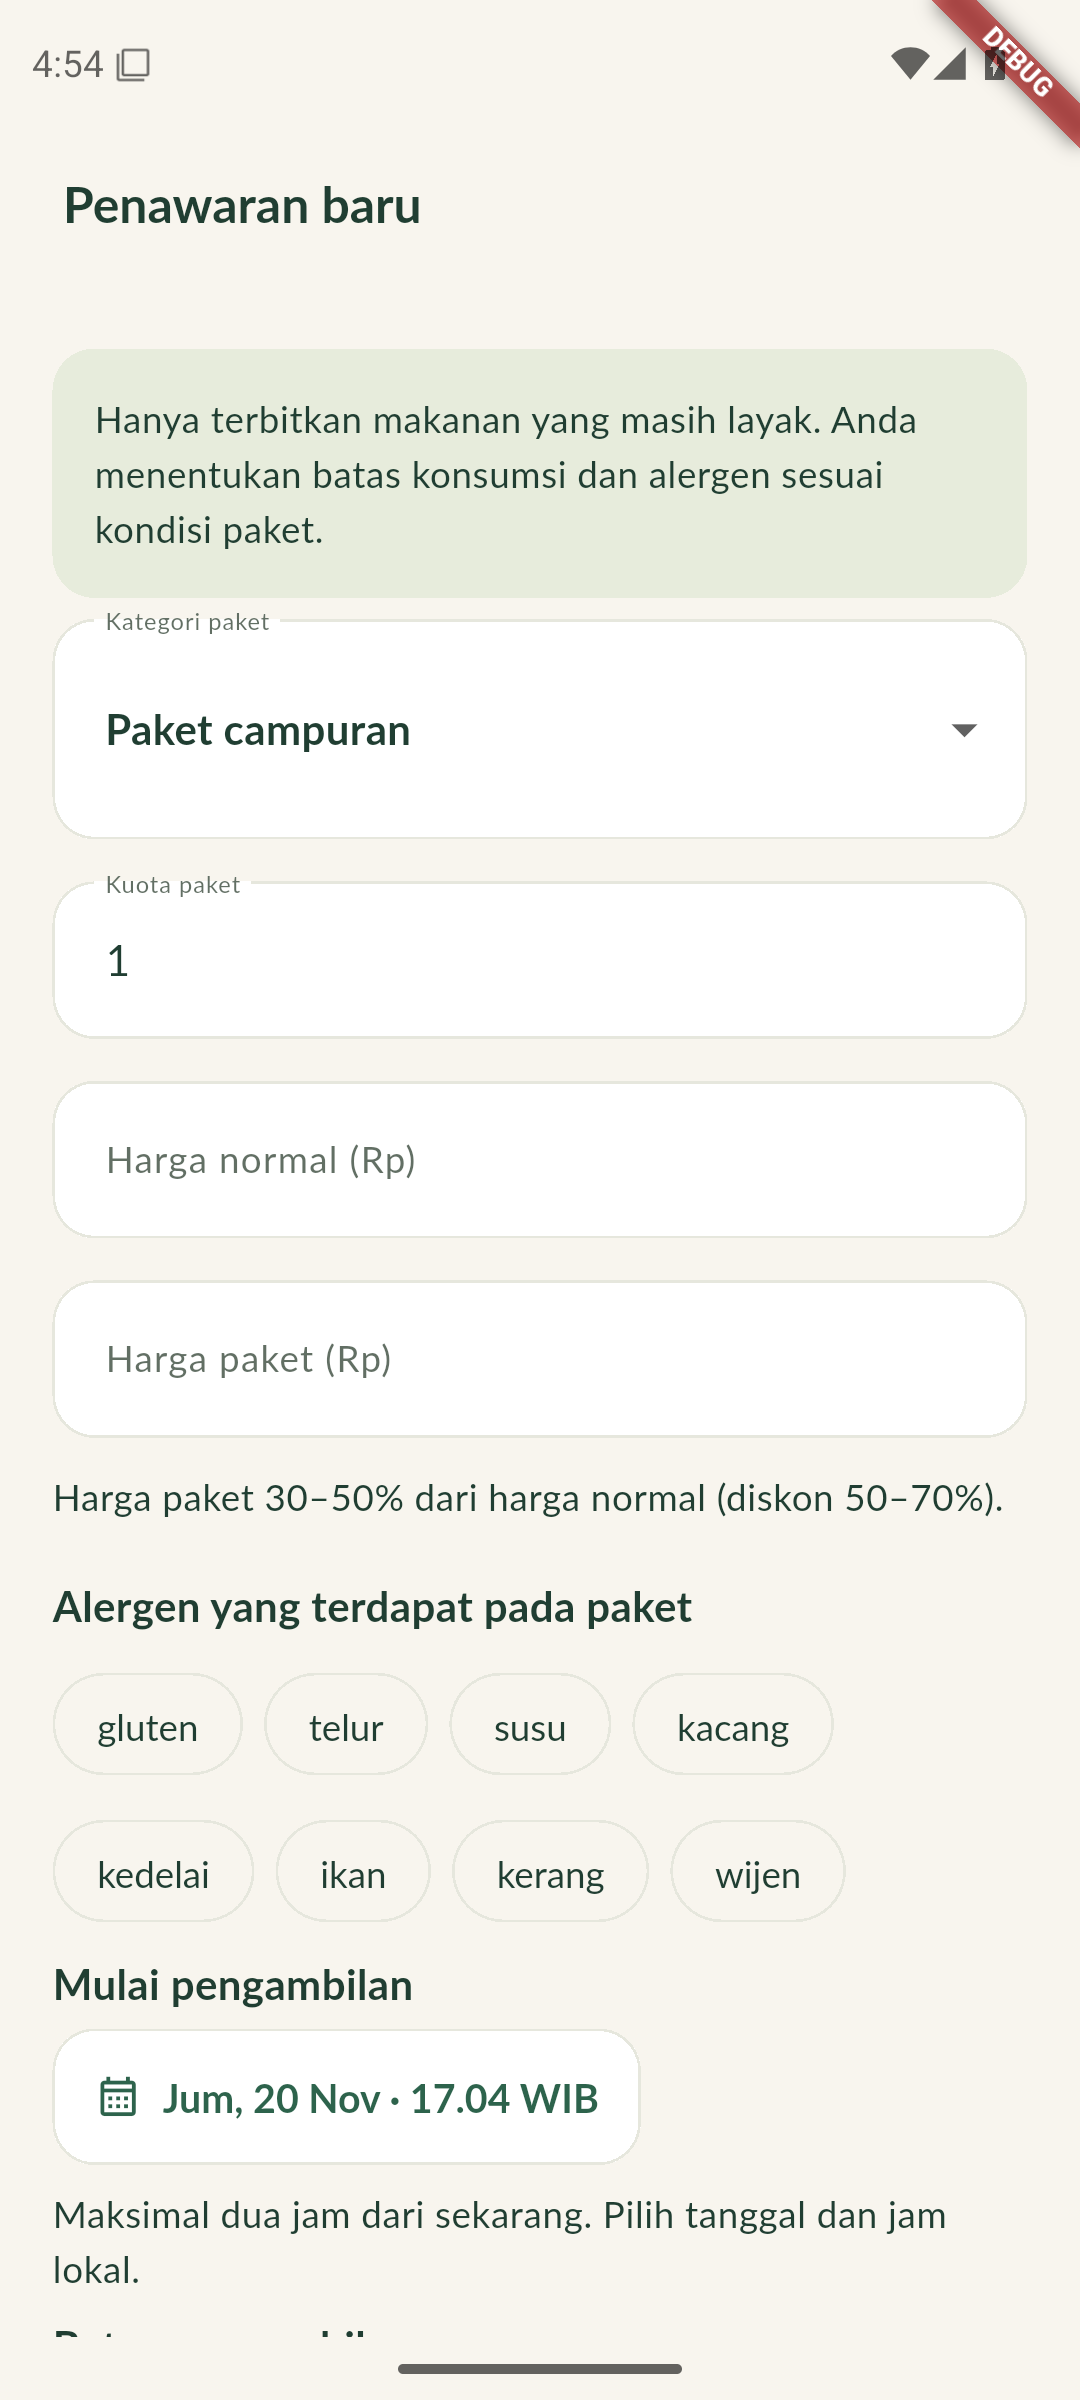 4:54
DEBUG
Penawaran baru
Hanya terbitkan makanan yang masih layak. Anda
menentukan batas konsumsi dan alergen sesuai
kondisi paket.
Kategori paket
Paket campuran
Kuota paket
1
Harga normal (Rp)
Harga paket (Rp)
Harga paket 30–50% dari harga normal (diskon 50–70%).
Alergen yang terdapat pada paket
gluten telur susu kacang
kedelai ikan kerang wijen
Mulai pengambilan
Jum, 20 Nov · 17.04 WIB
Maksimal dua jam dari sekarang. Pilih tanggal dan jam
lokal.